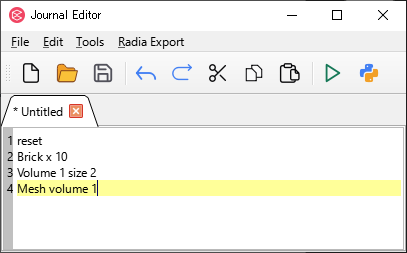 Journal Editor
File Edit Tools Radia Export
* Untitled
1 reset
2 Brick x 10
3 Volume 1 size 2
4 Mesh volume 1